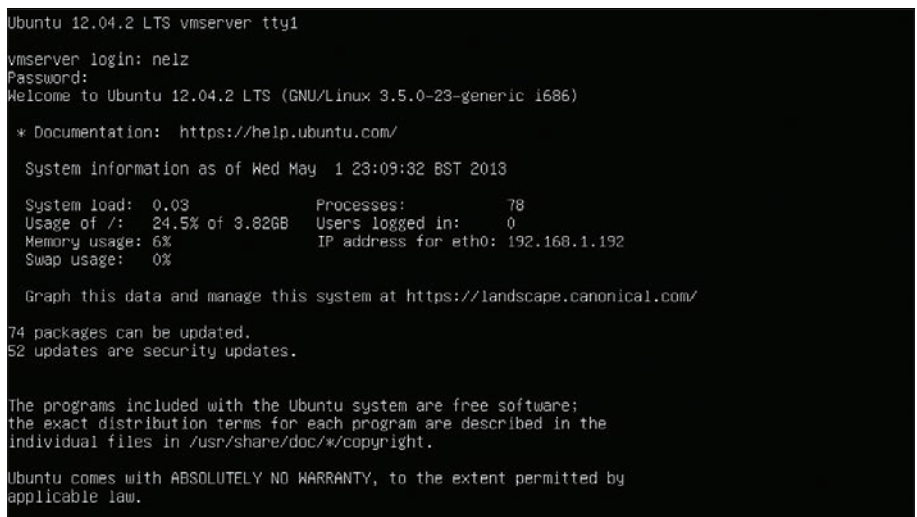 Ubuntu 12.04.2 LTS vmserver tty1
vmserver login: nelz
Password:
Welcome to Ubuntu 12.04.2 LTS (GNU/Linux 3.5.0-23-generic i686)
* Documentation: https://help.ubuntu.com/
System information as of Wed May 1 23:09:32 BST 2013
System load: 0.03 Processes: 78
Usage of /: 24.5% of 3.82GB Users logged in: 0
Memory usage: 6% IP address for eth0: 192.168.1.192
Swap usage: 0%
Graph this data and manage this system at https://landscape.canonical.com/
74 packages can be updated.
52 updates are security updates.
The programs included with the Ubuntu system are free software;
the exact distribution terms for each program are described in the
individual files in /usr/share/doc/*/copyright.
Ubuntu comes with ABSOLUTELY NO WARRANTY, to the extent permitted by
applicable law.